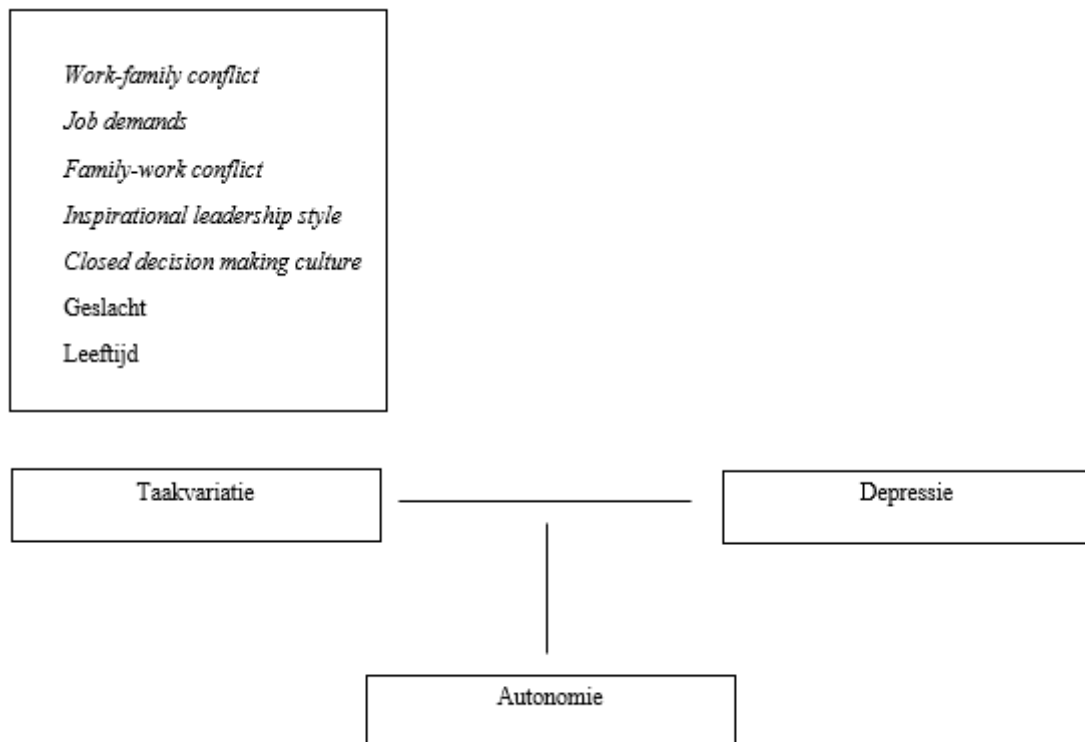 Work-family conflict
Job demands
Family-work conflict
Inspirational leadership style
Closed decision making culture
Geslacht
Leeftijd
Taakvariatie
Depressie
Autonomie